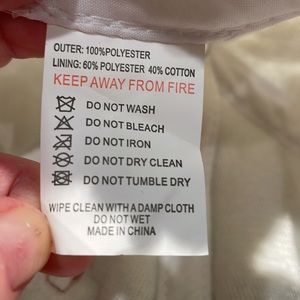 OUTER: 100%POLYESTER
LINING: 60% POLYESTER 40% COTTON
KEEP AWAY FROM FIRE
DO NOT WASH
DO NOT BLEACH
DO NOT IRON
DO NOT DRY CLEAN
DO NOT TUMBLE DRY
WIPE CLEAN WITH A DAMP CLOTH
DO NOT WET
MADE IN CHINA